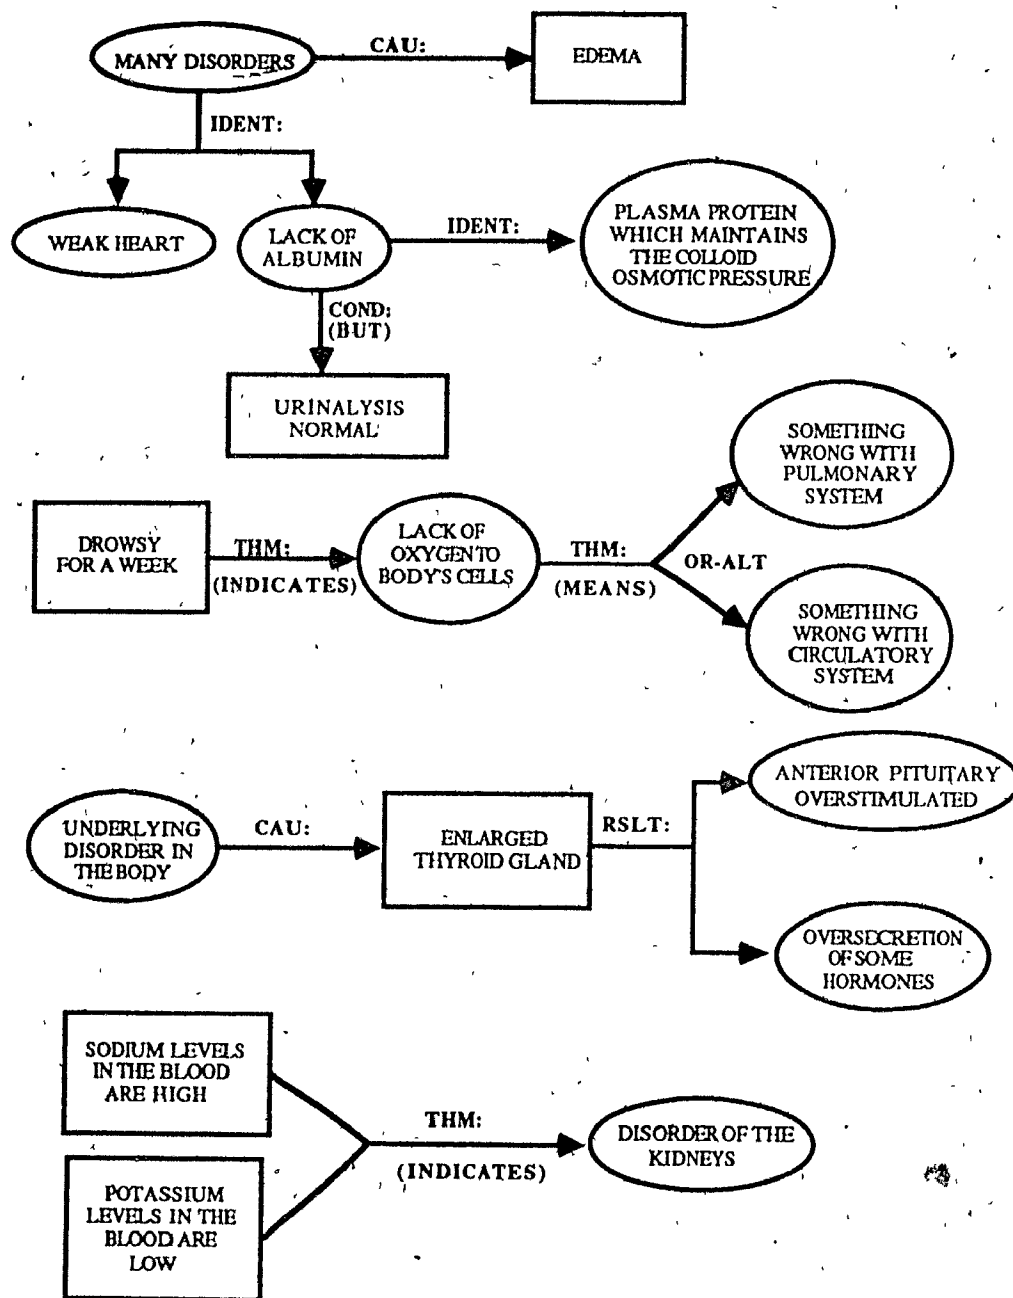 MANY DISORDERS
CAU:
EDEMA
IDENT:
WEAK HEART
LACK OF
ALBUMIN
IDENT:
PLASMA PROTEIN
WHICH MAINTAINS
THE COLLOID
OSMOTIC PRESSURE
COND:
(BUT)
URINALYSIS
NORMAL
DROWSY
FOR A WEEK
THM:
(INDICATES)
LACK OF
OXYGEN TO
BODY'S CELLS
THM:
(MEANS)
OR-ALT
SOMETHING
WRONG WITH
PULMONARY
SYSTEM
SOMETHING
WRONG WITH
CIRCULATORY
SYSTEM
UNDERLYING
DISORDER IN
THE BODY
CAU:
ENLARGED
THYROID GLAND
RSLT:
ANTERIOR PITUITARY
OVERSTIMULATED
OVERSECRETION
OF SOME
HORMONES
SODIUM LEVELS
IN THE BLOOD
ARE HIGH
POTASSIUM
LEVELS IN THE
BLOOD ARE
LOW
THM:
(INDICATES)
DISORDER OF THE
KIDNEYS